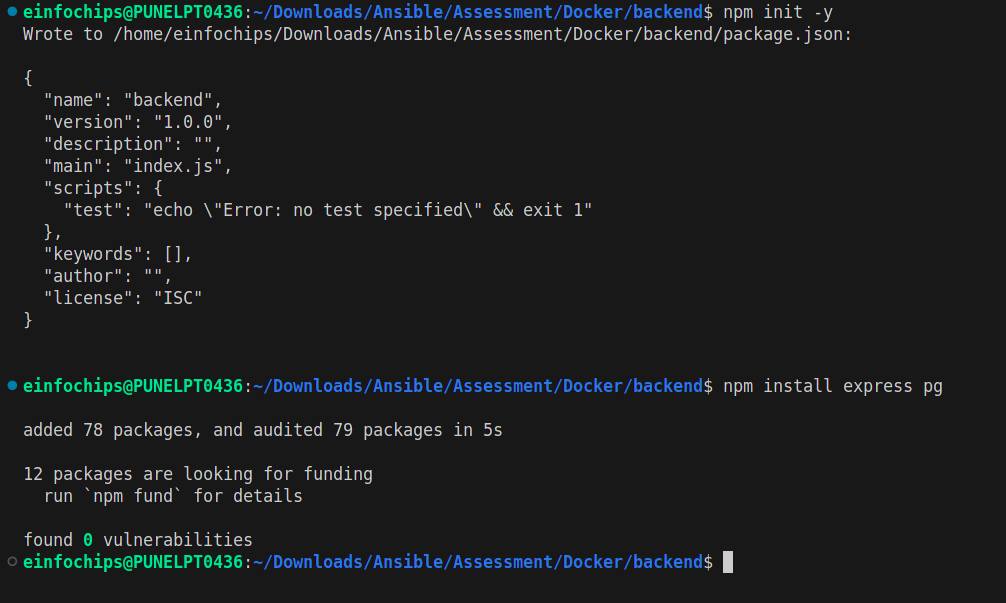 einfochips@PUNELPT0436:~/Downloads/Ansible/Assessment/Docker/backend$ npm init -y
Wrote to /home/einfochips/Downloads/Ansible/Assessment/Docker/backend/package.json:
{
  "name": "backend",
  "version": "1.0.0",
  "description": "",
  "main": "index.js",
  "scripts": {
    "test": "echo \"Error: no test specified\" && exit 1"
  },
  "keywords": [],
  "author": "",
  "license": "ISC"
}
einfochips@PUNELPT0436:~/Downloads/Ansible/Assessment/Docker/backend$ npm install express pg
added 78 packages, and audited 79 packages in 5s
12 packages are looking for funding
  run `npm fund` for details
found 0 vulnerabilities
einfochips@PUNELPT0436:~/Downloads/Ansible/Assessment/Docker/backend$